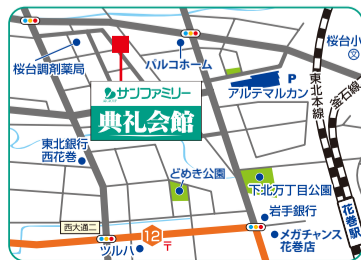 桜台小
文
桜台調剤薬局
パルコホーム
P
アルテマルカン
東北本線
釜石線
サンファミリー
典礼会館
東北銀行
西花巻
どめき公園
下北万丁目公園
花巻駅
岩手銀行
西大通二
12
〒
ツルハ
メガチャンス
花巻店